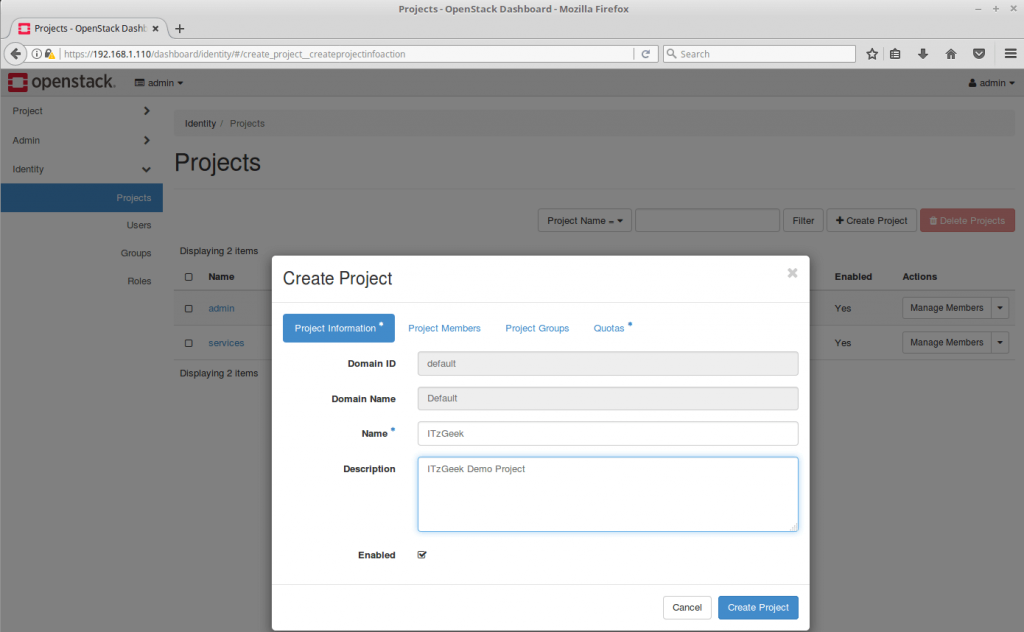 Projects - OpenStack Dashboard - Mozilla Firefox
Projects - OpenStack Dashb
https://192.168.1.110/dashboard/identity/#/create_project__createprojectinfoaction
Search
openstack. admin admin
Project
Admin
Identity
Projects
Users
Groups
Roles
Identity / Projects
Projects
Project Name = Filter + Create Project Delete Projects
Displaying 2 items
Name Enabled Actions
admin Yes Manage Members
services Yes Manage Members
Displaying 2 items
Create Project
Project Information * Project Members Project Groups Quotas *
Domain ID default
Domain Name Default
Name * ITzGeek
Description ITzGeek Demo Project
Enabled
Cancel Create Project